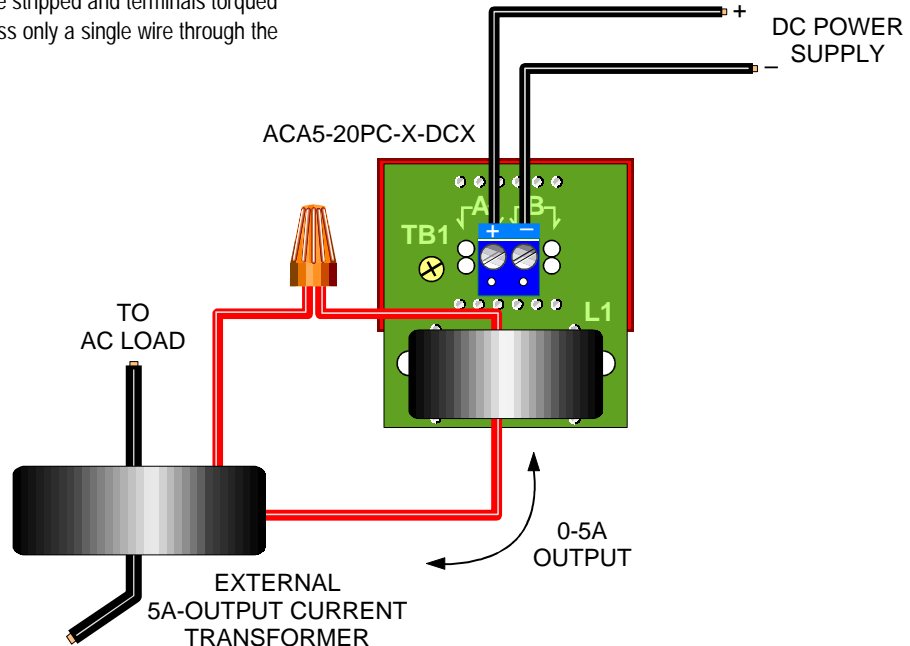 e stripped and terminals torqued
ss only a single wire through the
+
DC POWER
SUPPLY
−
ACA5-20PC-X-DCX
A
B
TB1
+ −
L1
TO
AC LOAD
0-5A
OUTPUT
EXTERNAL
5A-OUTPUT CURRENT
TRANSFORMER